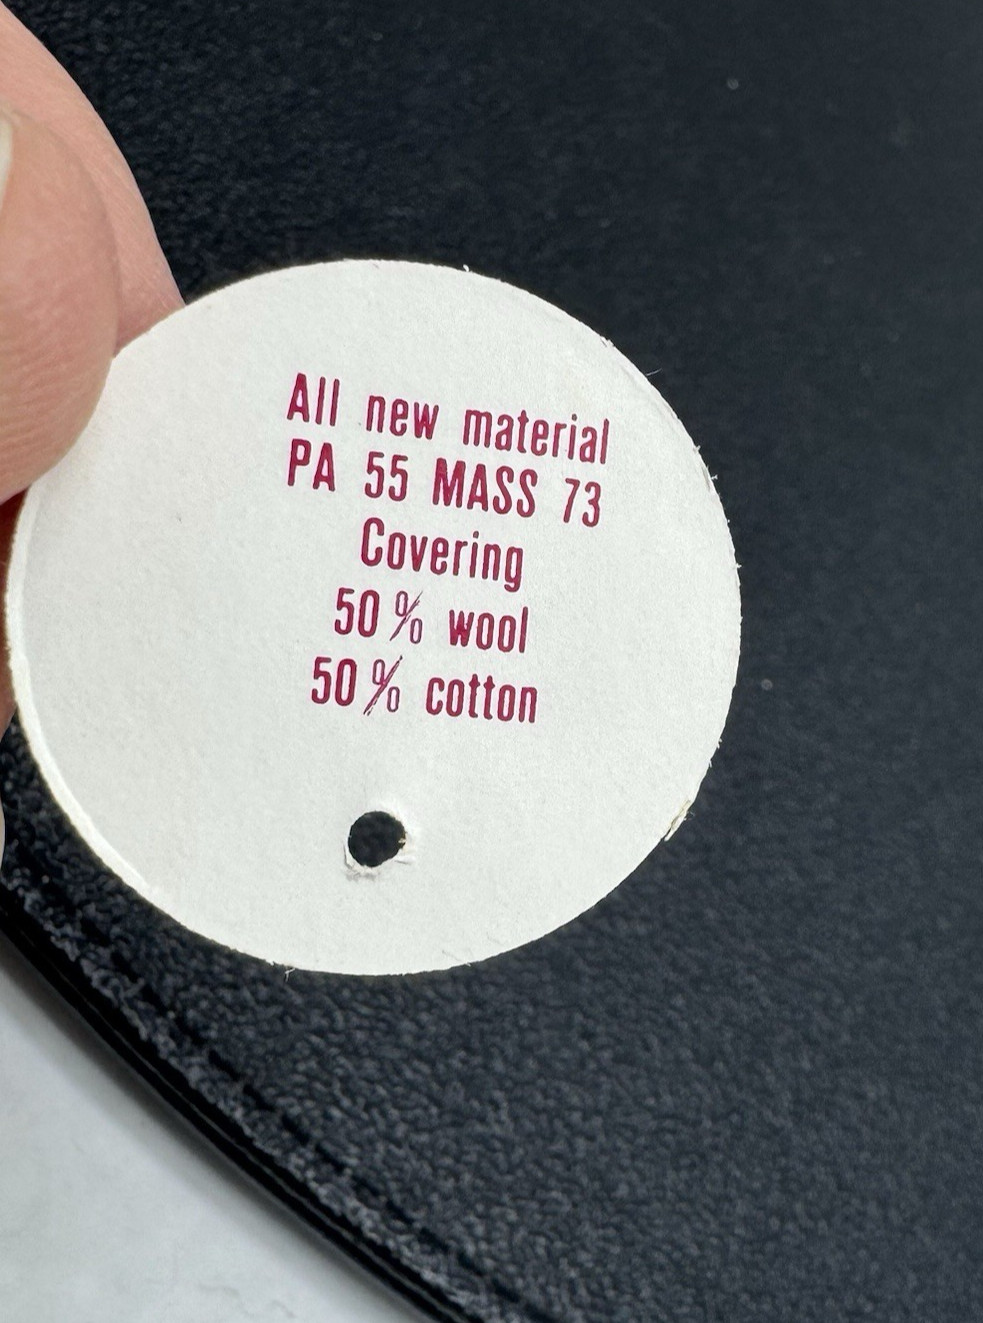 All new material
PA 55 MASS 73
Covering
50% wool
50% cotton